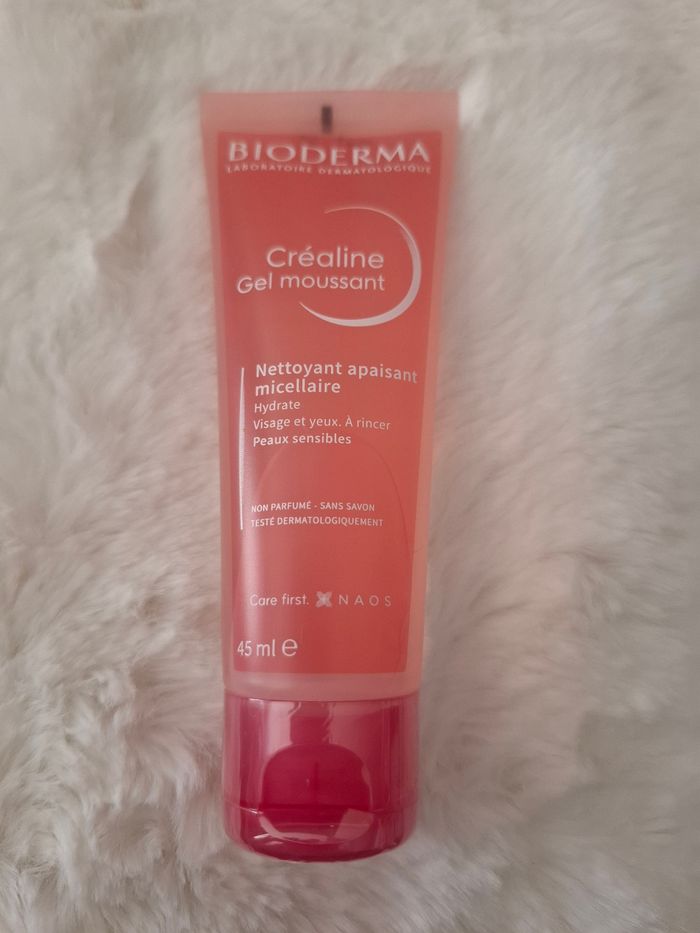 BIODERMA
LABORATOIRE DERMATOLOGIQUE
Créaline
Gel moussant
Nettoyant apaisant
micellaire
Hydrate
Visage et yeux. À rincer
Peaux sensibles
NON PARFUMÉ - SANS SAVON
TESTÉ DERMATOLOGIQUEMENT
Care first. NAOS
45 ml e